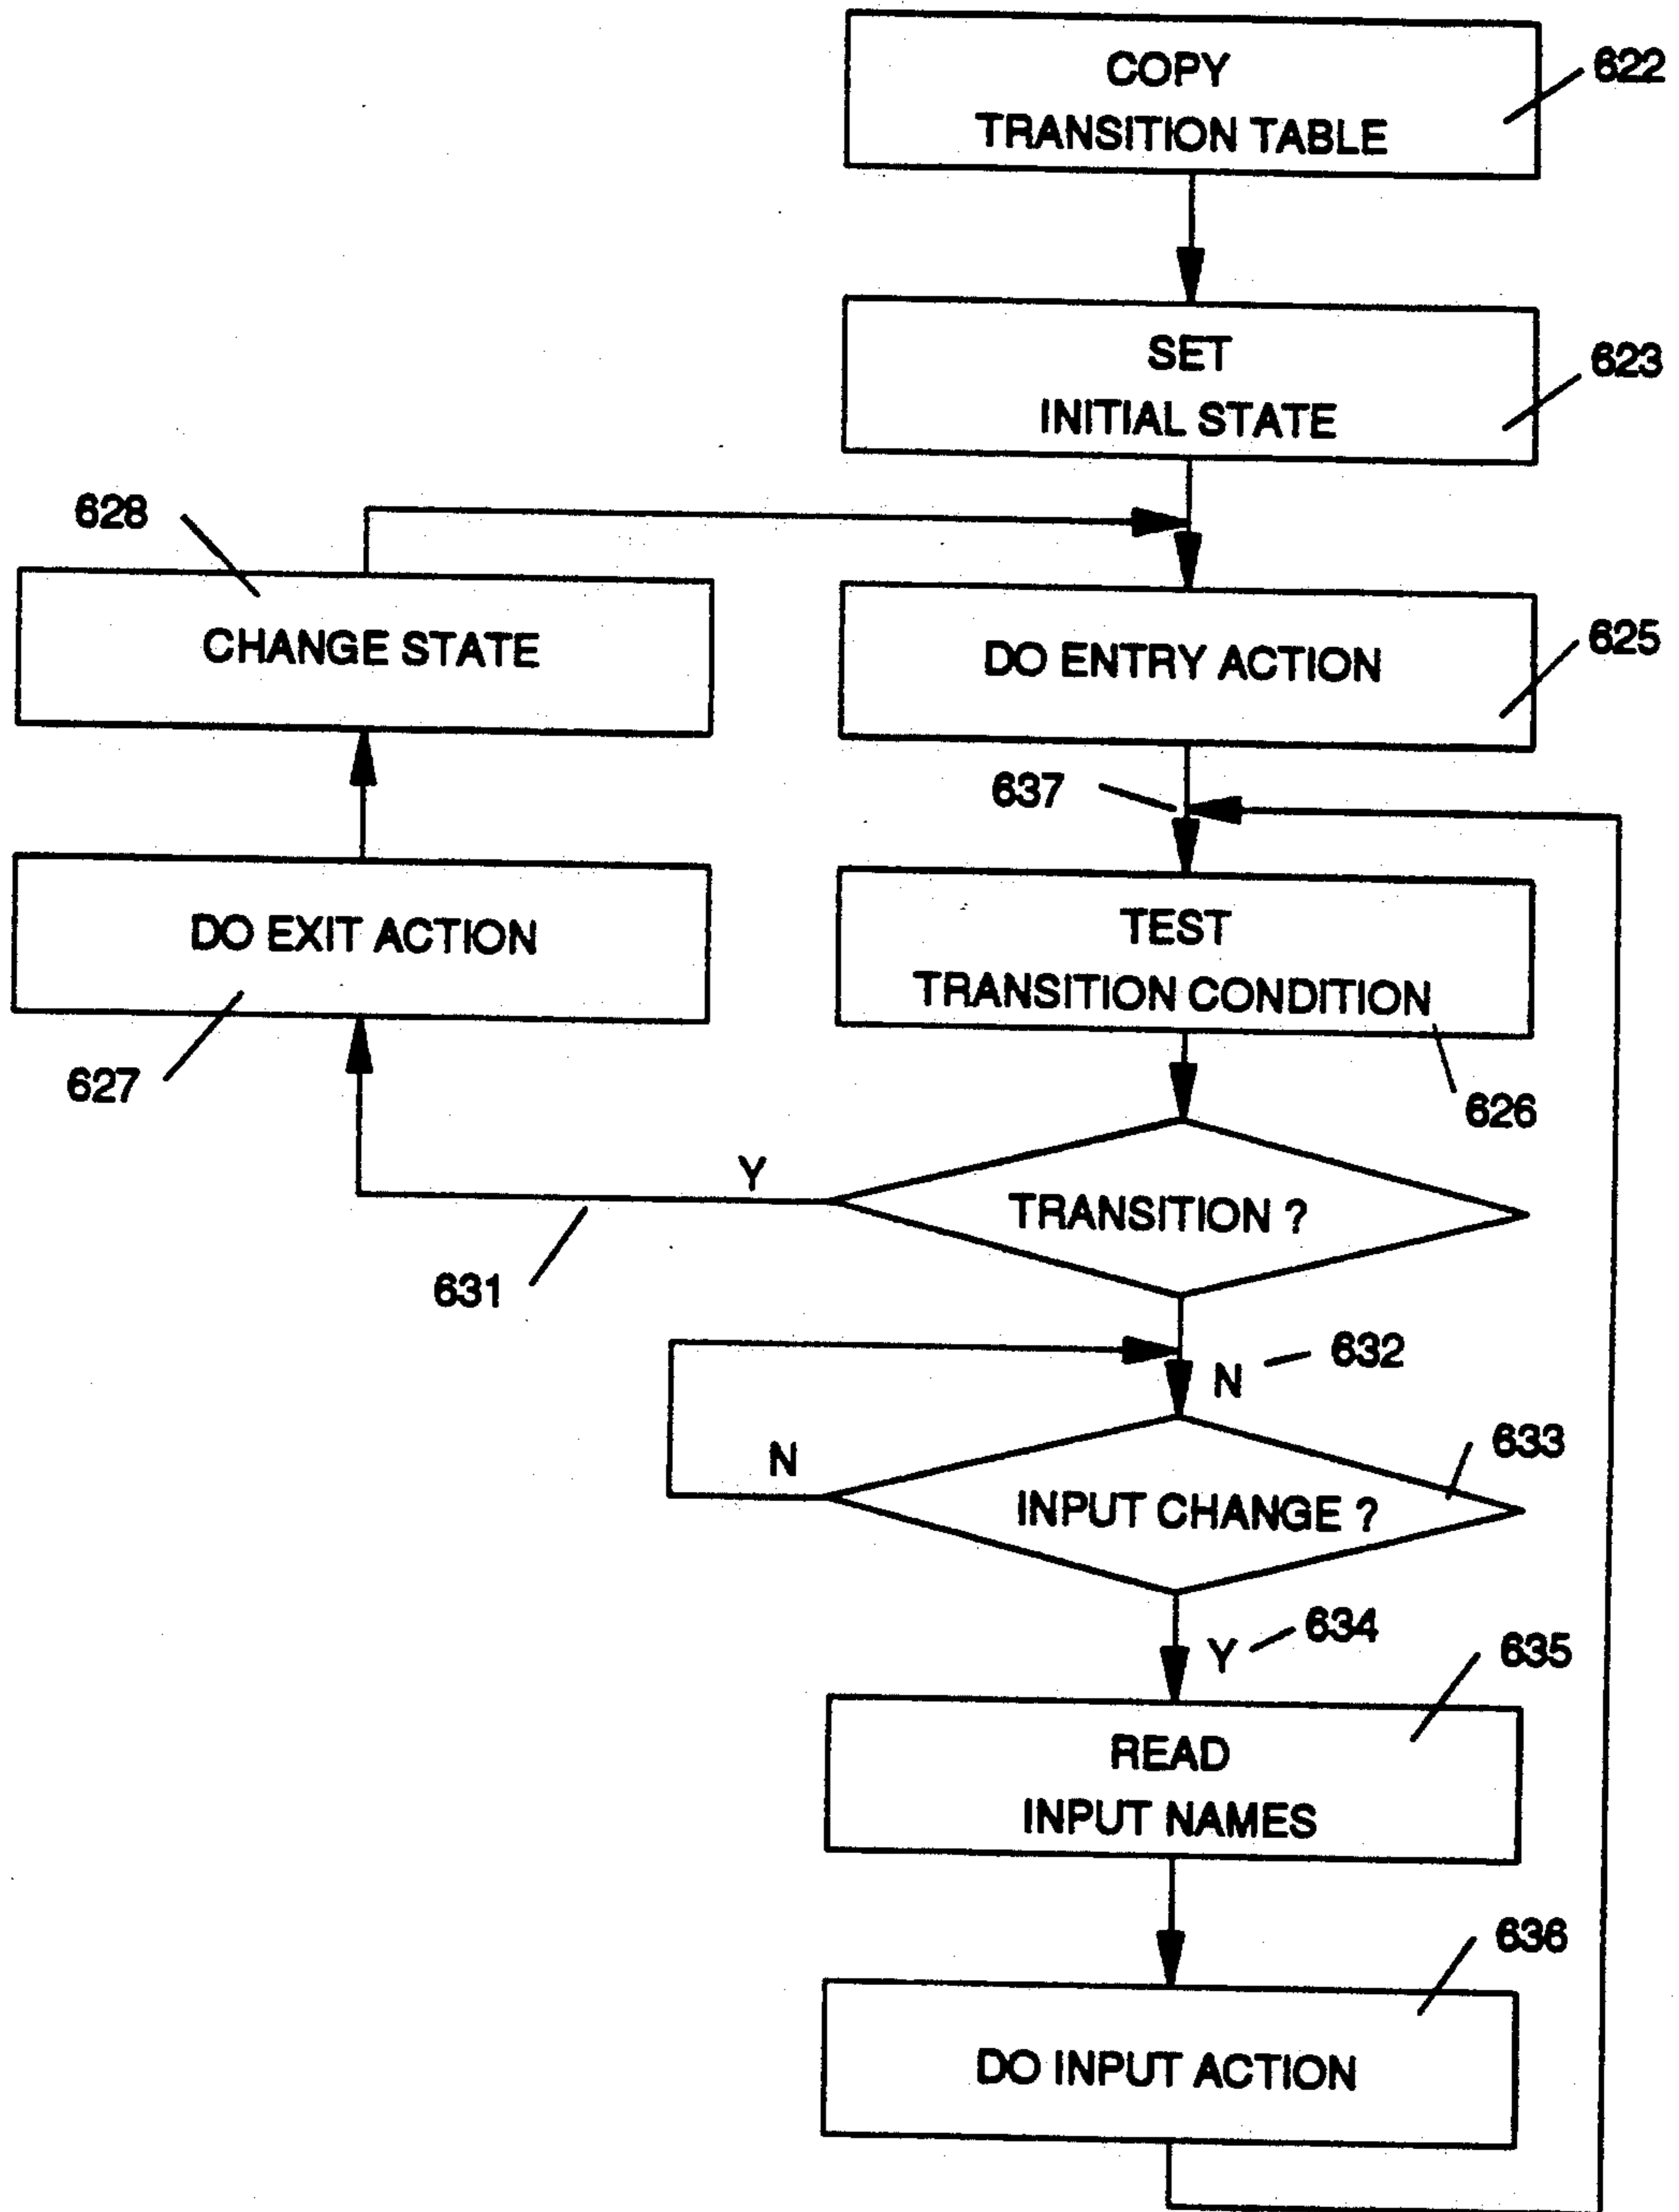 COPY
TRANSITION TABLE
622
SET
INITIAL STATE
623
628
CHANGE STATE
DO ENTRY ACTION
625
637
DO EXIT ACTION
627
TEST
TRANSITION CONDITION
626
Y
TRANSITION ?
631
632
N
N
633
INPUT CHANGE ?
634
Y
635
READ
INPUT NAMES
636
DO INPUT ACTION